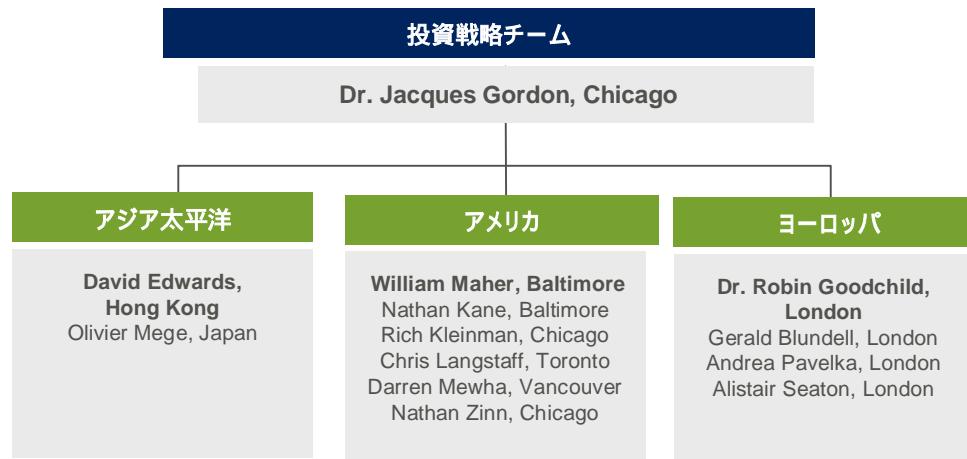 投資戦略チーム
Dr. Jacques Gordon, Chicago
アジア太平洋
David Edwards,
Hong Kong
Olivier Mege, Japan
アメリカ
William Maher, Baltimore
Nathan Kane, Baltimore
Rich Kleinman, Chicago
Chris Langstaff, Toronto
Darren Mewha, Vancouver
Nathan Zinn, Chicago
ヨーロッパ
Dr. Robin Goodchild,
London
Gerald Blundell, London
Andrea Pavelka, London
Alistair Seaton, London